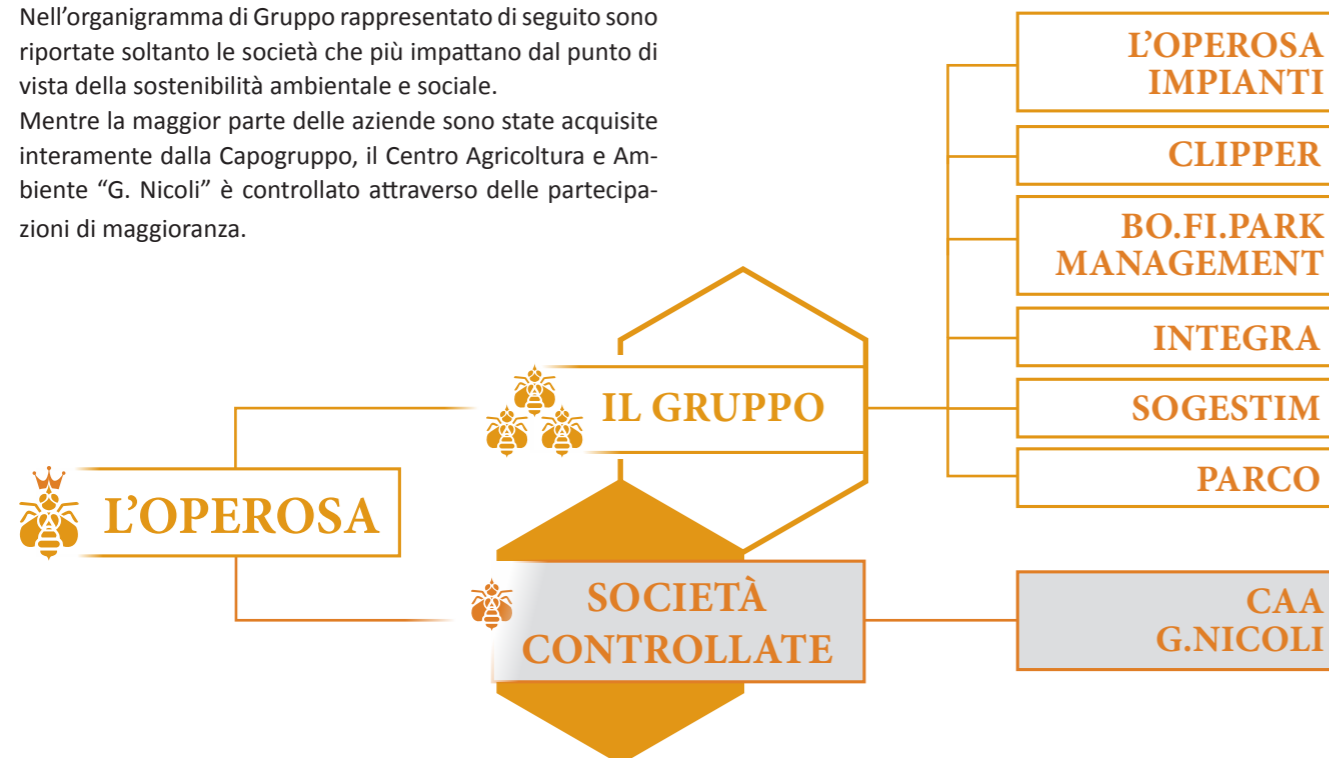 Nell’organigramma di Gruppo rappresentato di seguito sono
riportate soltanto le società che più impattano dal punto di
vista della sostenibilità ambientale e sociale.
Mentre la maggior parte delle aziende sono state acquisite
interamente dalla Capogruppo, il Centro Agricoltura e Am-
biente “G. Nicoli” è controllato attraverso delle partecipa-
zioni di maggioranza.
L’OPEROSA
IL GRUPPO
L’OPEROSA
IMPIANTI
CLIPPER
BO.FI.PARK
MANAGEMENT
INTEGRA
SOGESTIM
PARCO
SOCIETÀ
CONTROLLATE
CAA
G.NICOLI